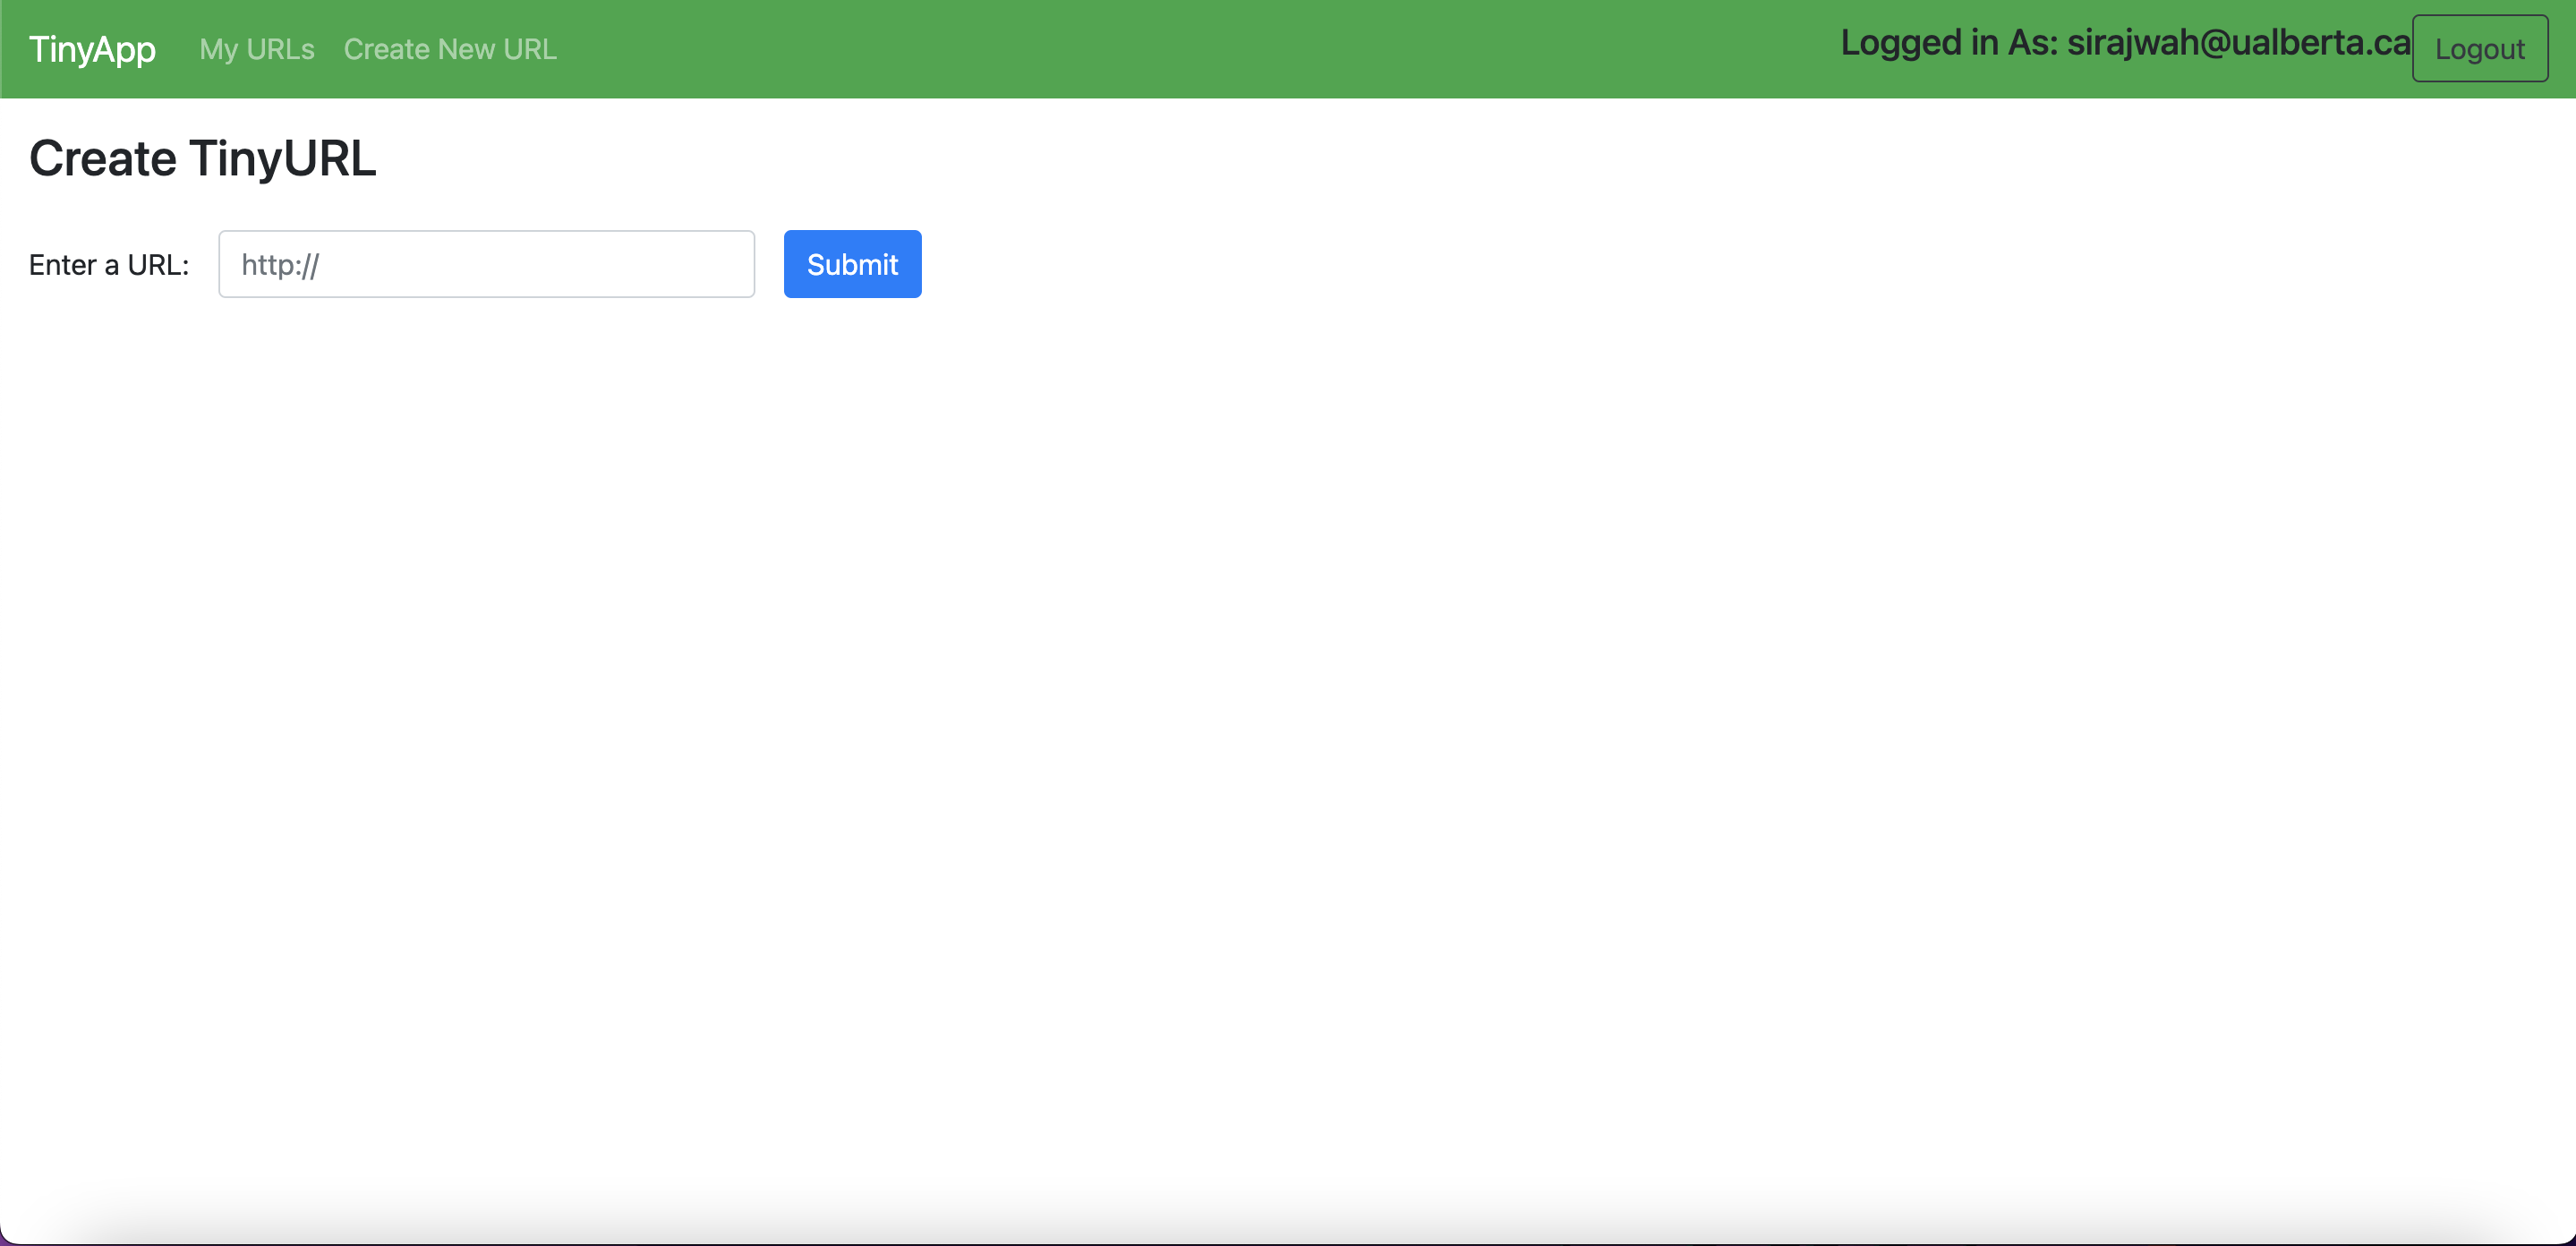 TinyApp My URLs Create New URL Logged in As: sirajwah@ualberta.ca Logout
Create TinyURL
Enter a URL: http:// Submit